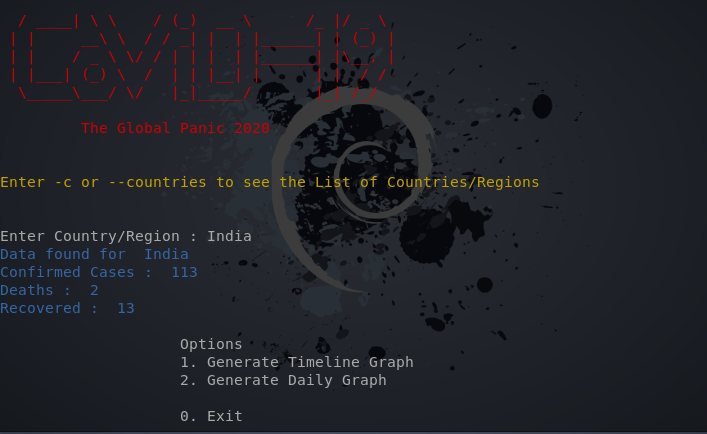 CoViD-19
The Global Panic 2020
Enter -c or --countries to see the List of Countries/Regions
Enter Country/Region : India
Data found for  India
Confirmed Cases :  113
Deaths :  2
Recovered :  13
Options
1. Generate Timeline Graph
2. Generate Daily Graph
0. Exit